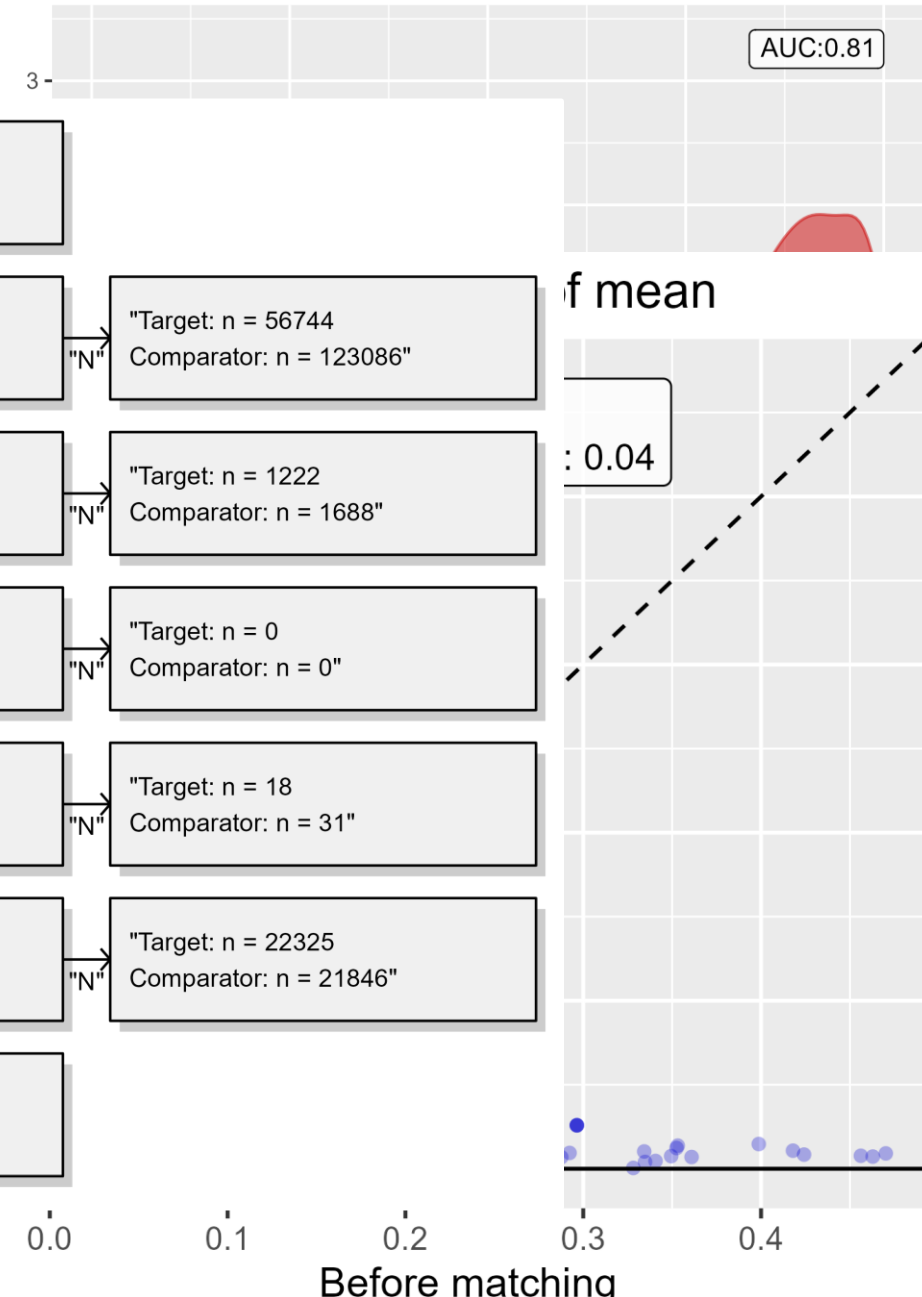 AUC:0.81
3
f mean
"Target: n = 56744
Comparator: n = 123086"
"N"
: 0.04
"Target: n = 1222
Comparator: n = 1688"
"N"
"Target: n = 0
Comparator: n = 0"
"N"
"Target: n = 18
Comparator: n = 31"
"N"
"Target: n = 22325
Comparator: n = 21846"
"N"
0.0 0.1 0.2 0.3 0.4
Before matching